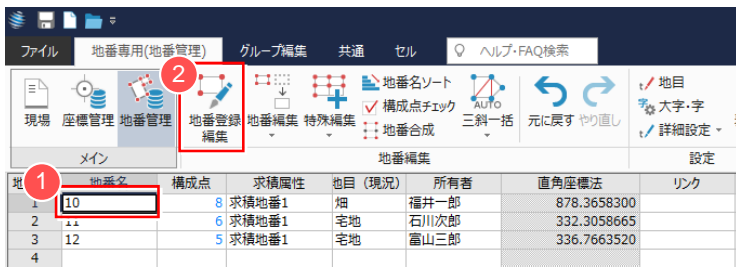 ファイル 地番専用(地番管理) グループ編集 共通 セル ヘルプ・FAQ検索
2
現場 座標管理 地番管理 地番登録編集 地番編集 特殊編集 地番名ソート 構成点チェック 地番合成 AUTO 三斜一括 元に戻す やり直し 地目 大字・字 詳細設定
メイン 地番編集 設定
1
地 地番名 構成点 求積属性 地目（現況） 所有者 直角座標法 リンク
1 10 8 求積地番1 畑 福井一郎 878.3658300
2 11 6 求積地番1 宅地 石川次郎 332.3058665
3 12 5 求積地番1 宅地 富山三郎 336.7663520
4